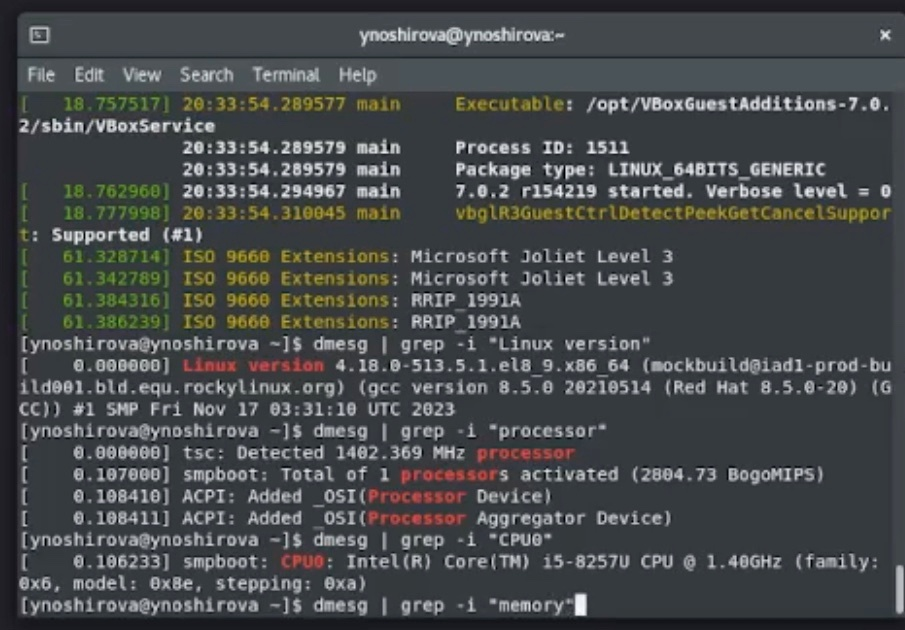 ynoshirova@ynoshirova:~
×
File Edit View Search Terminal Help
[   18.757517] 20:33:54.289577 main     Executable: /opt/VBoxGuestAdditions-7.0.
2/sbin/VBoxService
               20:33:54.289579 main     Process ID: 1511
               20:33:54.289579 main     Package type: LINUX_64BITS_GENERIC
[   18.762960] 20:33:54.294967 main     7.0.2 r154219 started. Verbose level = 0
[   18.777998] 20:33:54.310045 main     vbglR3GuestCtrlDetectPeekGetCancelSuppor
t: Supported (#1)
[   61.328714] ISO 9660 Extensions: Microsoft Joliet Level 3
[   61.342789] ISO 9660 Extensions: Microsoft Joliet Level 3
[   61.384316] ISO 9660 Extensions: RRIP_1991A
[   61.386239] ISO 9660 Extensions: RRIP_1991A
[ynoshirova@ynoshirova ~]$ dmesg | grep -i "Linux version"
[    0.000000] Linux version 4.18.0-513.5.1.el8_9.x86_64 (mockbuild@iad1-prod-bu
ild001.bld.equ.rockylinux.org) (gcc version 8.5.0 20210514 (Red Hat 8.5.0-20) (G
CC)) #1 SMP Fri Nov 17 03:31:10 UTC 2023
[ynoshirova@ynoshirova ~]$ dmesg | grep -i "processor"
[    0.000000] tsc: Detected 1402.369 MHz processor
[    0.107000] smpboot: Total of 1 processors activated (2804.73 BogoMIPS)
[    0.108410] ACPI: Added _OSI(Processor Device)
[    0.108411] ACPI: Added _OSI(Processor Aggregator Device)
[ynoshirova@ynoshirova ~]$ dmesg | grep -i "CPU0"
[    0.106233] smpboot: CPU0: Intel(R) Core(TM) i5-8257U CPU @ 1.40GHz (family:
0x6, model: 0x8e, stepping: 0xa)
[ynoshirova@ynoshirova ~]$ dmesg | grep -i "memory"